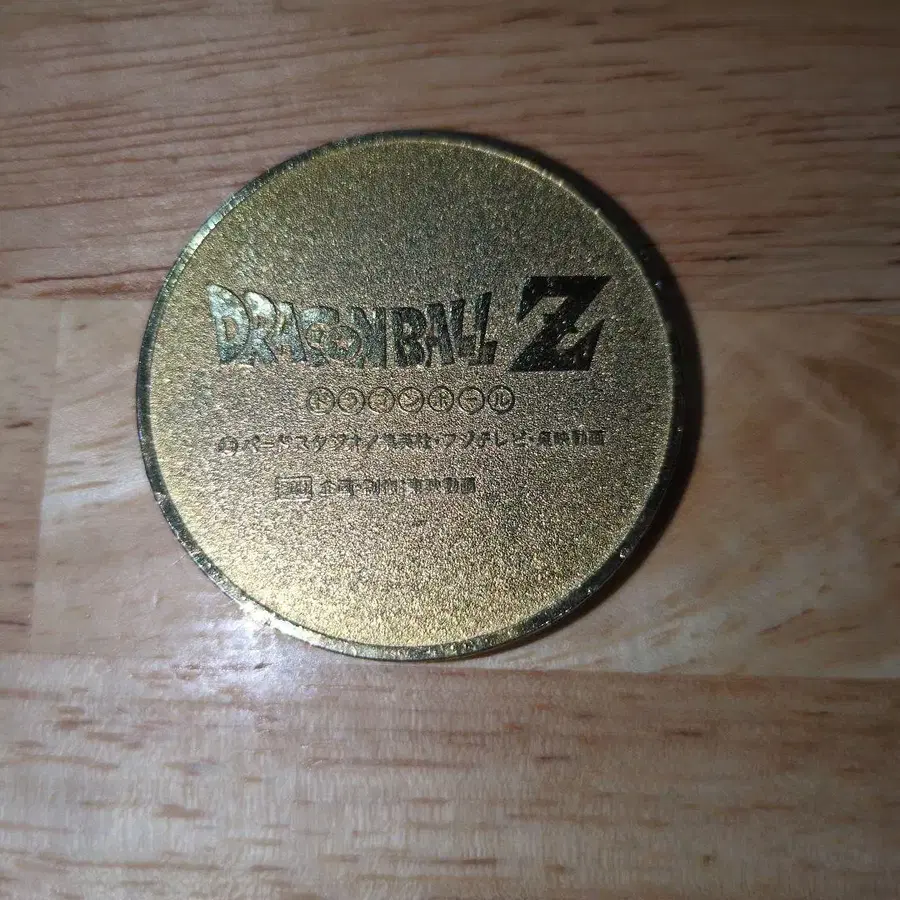 DRAGONBALL Z
ドラゴンボール
©バードスタジオ/集英社・フジテレビ・東映動画
企画・制作:東映動画